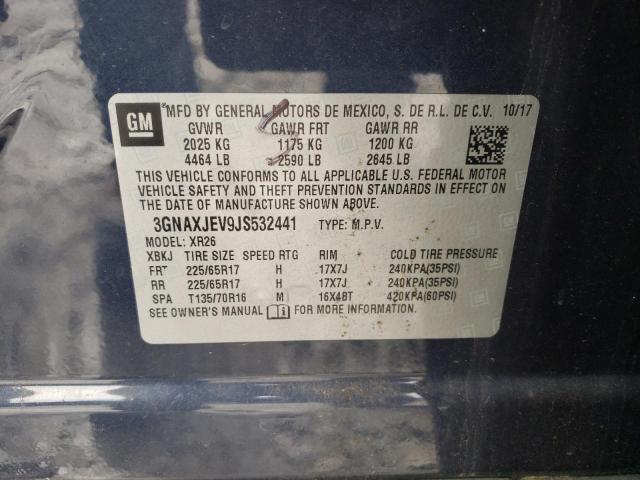 GM
MFD BY GENERAL MOTORS DE MEXICO, S. DE R.L. DE C.V. 10/17
GVWR GAWR FRT GAWR RR
2025 KG 1175 KG 1200 KG
4464 LB 2590 LB 2645 LB
THIS VEHICLE CONFORMS TO ALL APPLICABLE U.S. FEDERAL MOTOR
VEHICLE SAFETY AND THEFT PREVENTION STANDARDS IN EFFECT ON
THE DATE OF MANUFACTURE SHOWN ABOVE.
3GNAXJEV9JS532441 TYPE: M.P.V.
MODEL: XR26
XBKJ TIRE SIZE SPEED RTG RIM COLD TIRE PRESSURE
FRT 225/65R17 H 17X7J 240KPA(35PSI)
RR 225/65R17 H 17X7J 240KPA(35PSI)
SPA T135/70R16 M 16X4BT 420KPA(60PSI)
SEE OWNER'S MANUAL FOR MORE INFORMATION.